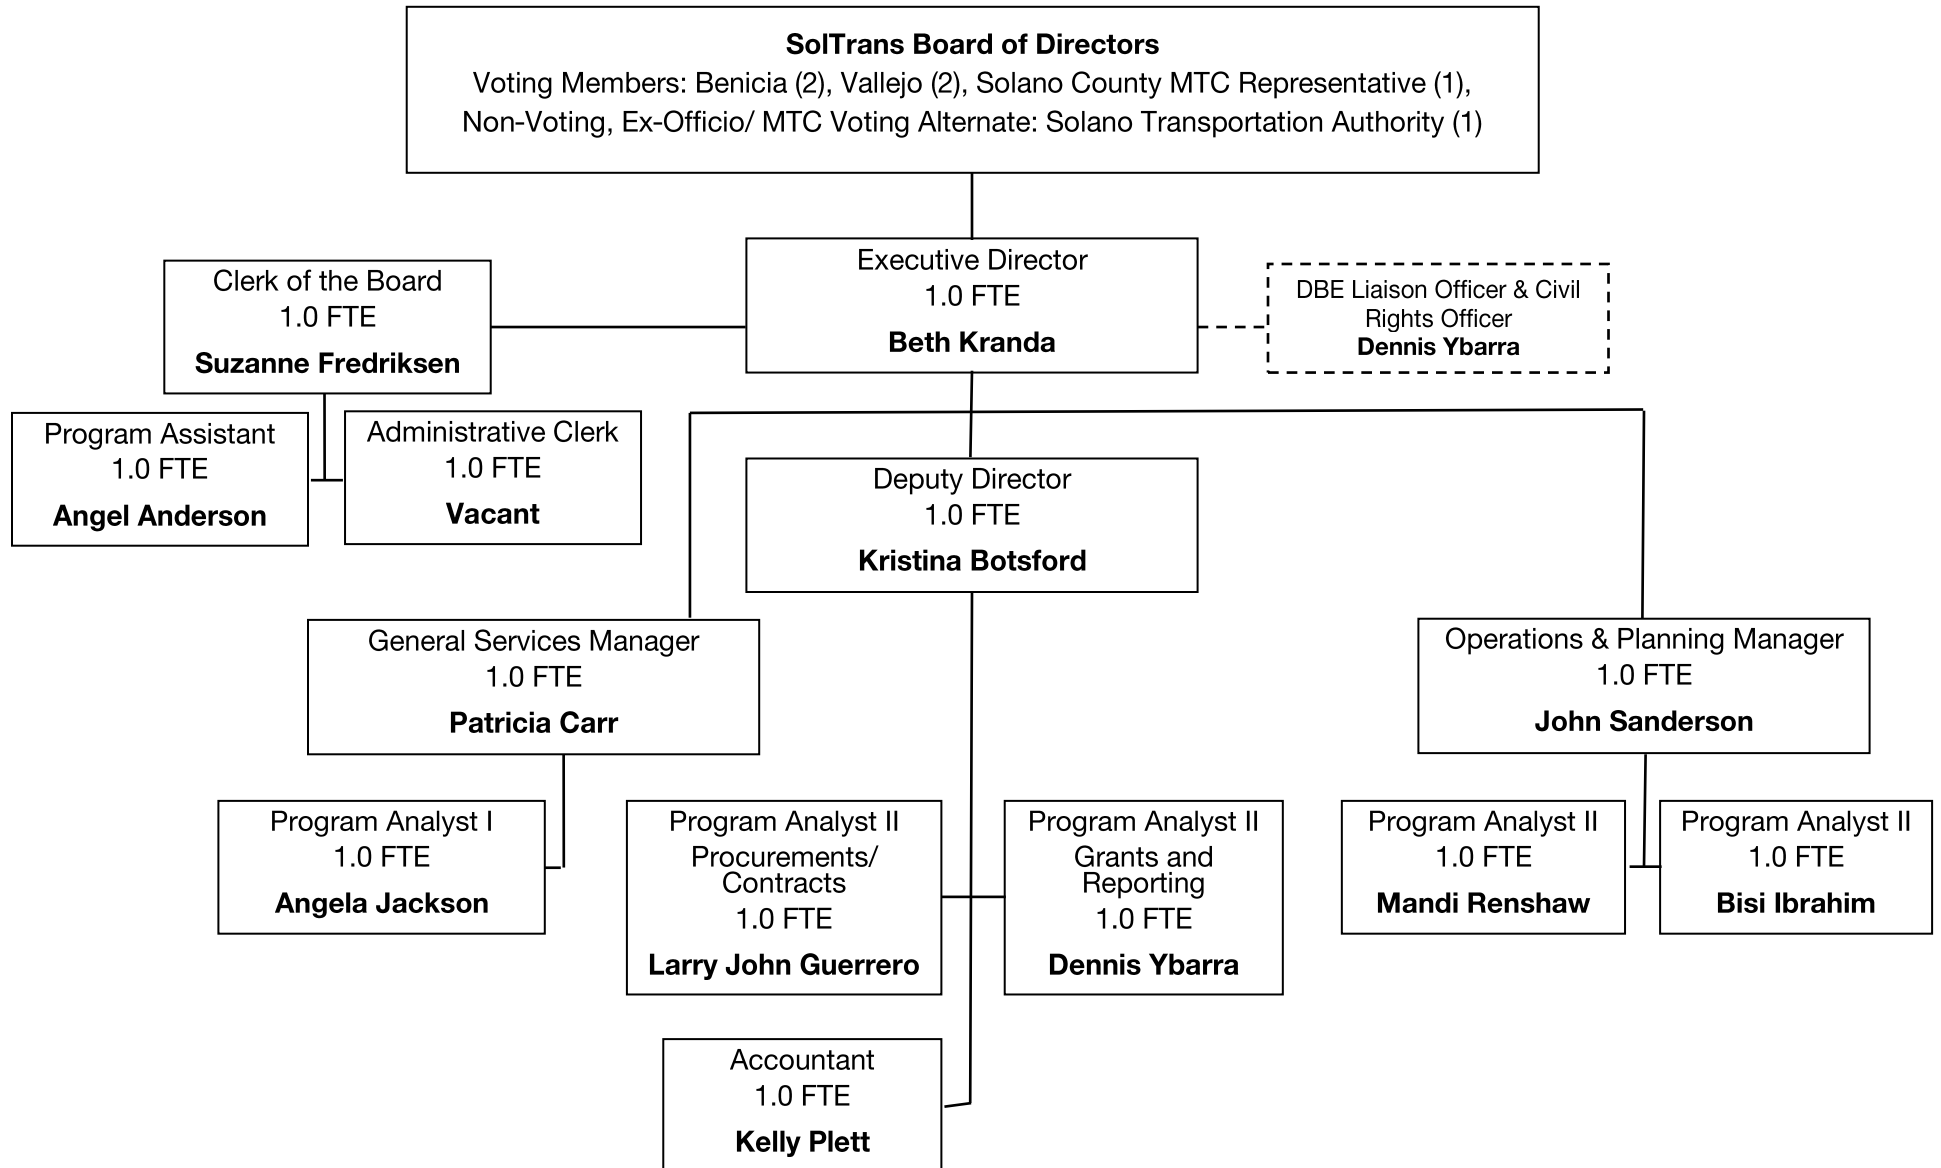 SolTrans Board of Directors
Voting Members: Benicia (2), Vallejo (2), Solano County MTC Representative (1),
Non-Voting, Ex-Officio/ MTC Voting Alternate: Solano Transportation Authority (1)
Clerk of the Board
1.0 FTE
Suzanne Fredriksen
Executive Director
1.0 FTE
Beth Kranda
DBE Liaison Officer & Civil
Rights Officer
Dennis Ybarra
Program Assistant
1.0 FTE
Angel Anderson
Administrative Clerk
1.0 FTE
Vacant
Deputy Director
1.0 FTE
Kristina Botsford
General Services Manager
1.0 FTE
Patricia Carr
Operations & Planning Manager
1.0 FTE
John Sanderson
Program Analyst I
1.0 FTE
Angela Jackson
Program Analyst II
Procurements/
Contracts
1.0 FTE
Larry John Guerrero
Program Analyst II
Grants and
Reporting
1.0 FTE
Dennis Ybarra
Program Analyst II
1.0 FTE
Mandi Renshaw
Program Analyst II
1.0 FTE
Bisi Ibrahim
Accountant
1.0 FTE
Kelly Plett